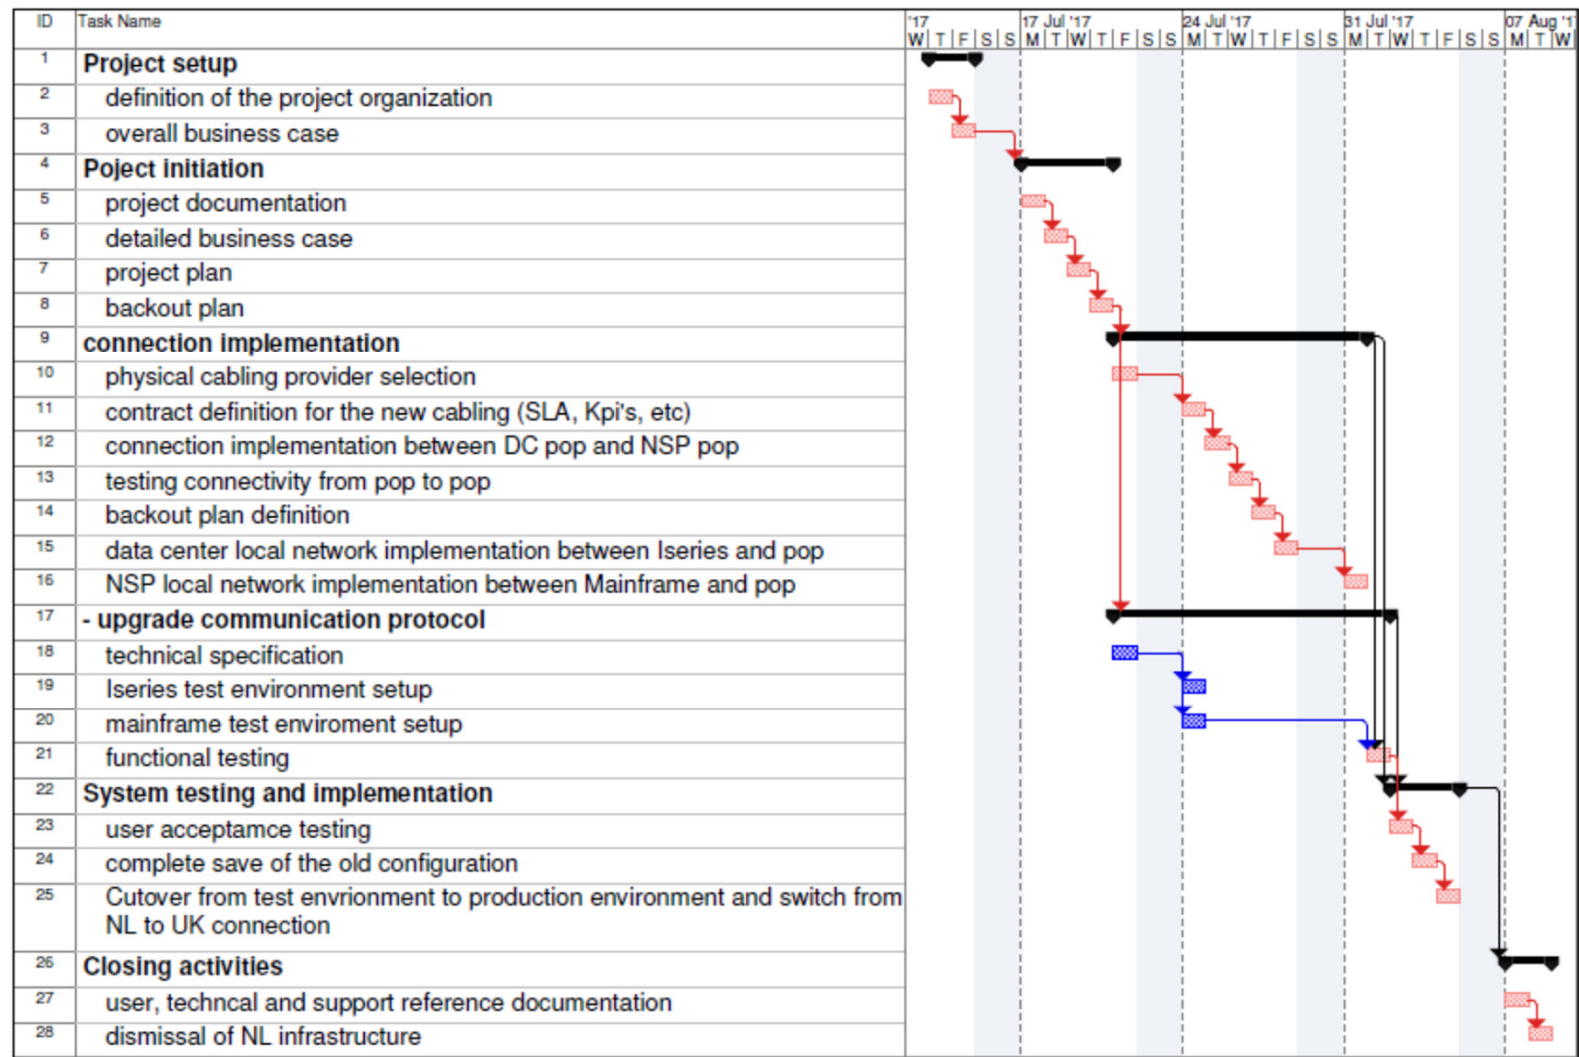 ID Task Name '17 17 Jul '17 24 Jul '17 31 Jul '17 07 Aug '1
W T F S S M T W T F S S M T W T F S S M T W T F S S M T W
1 Project setup
2 definition of the project organization
3 overall business case
4 Poject initiation
5 project documentation
6 detailed business case
7 project plan
8 backout plan
9 connection implementation
10 physical cabling provider selection
11 contract definition for the new cabling (SLA, Kpi's, etc)
12 connection implementation between DC pop and NSP pop
13 testing connectivity from pop to pop
14 backout plan definition
15 data center local network implementation between Iseries and pop
16 NSP local network implementation between Mainframe and pop
17 - upgrade communication protocol
18 technical specification
19 Iseries test environment setup
20 mainframe test enviroment setup
21 functional testing
22 System testing and implementation
23 user acceptamce testing
24 complete save of the old configuration
25 Cutover from test envrionment to production environment and switch from
NL to UK connection
26 Closing activities
27 user, techncal and support reference documentation
28 dismissal of NL infrastructure